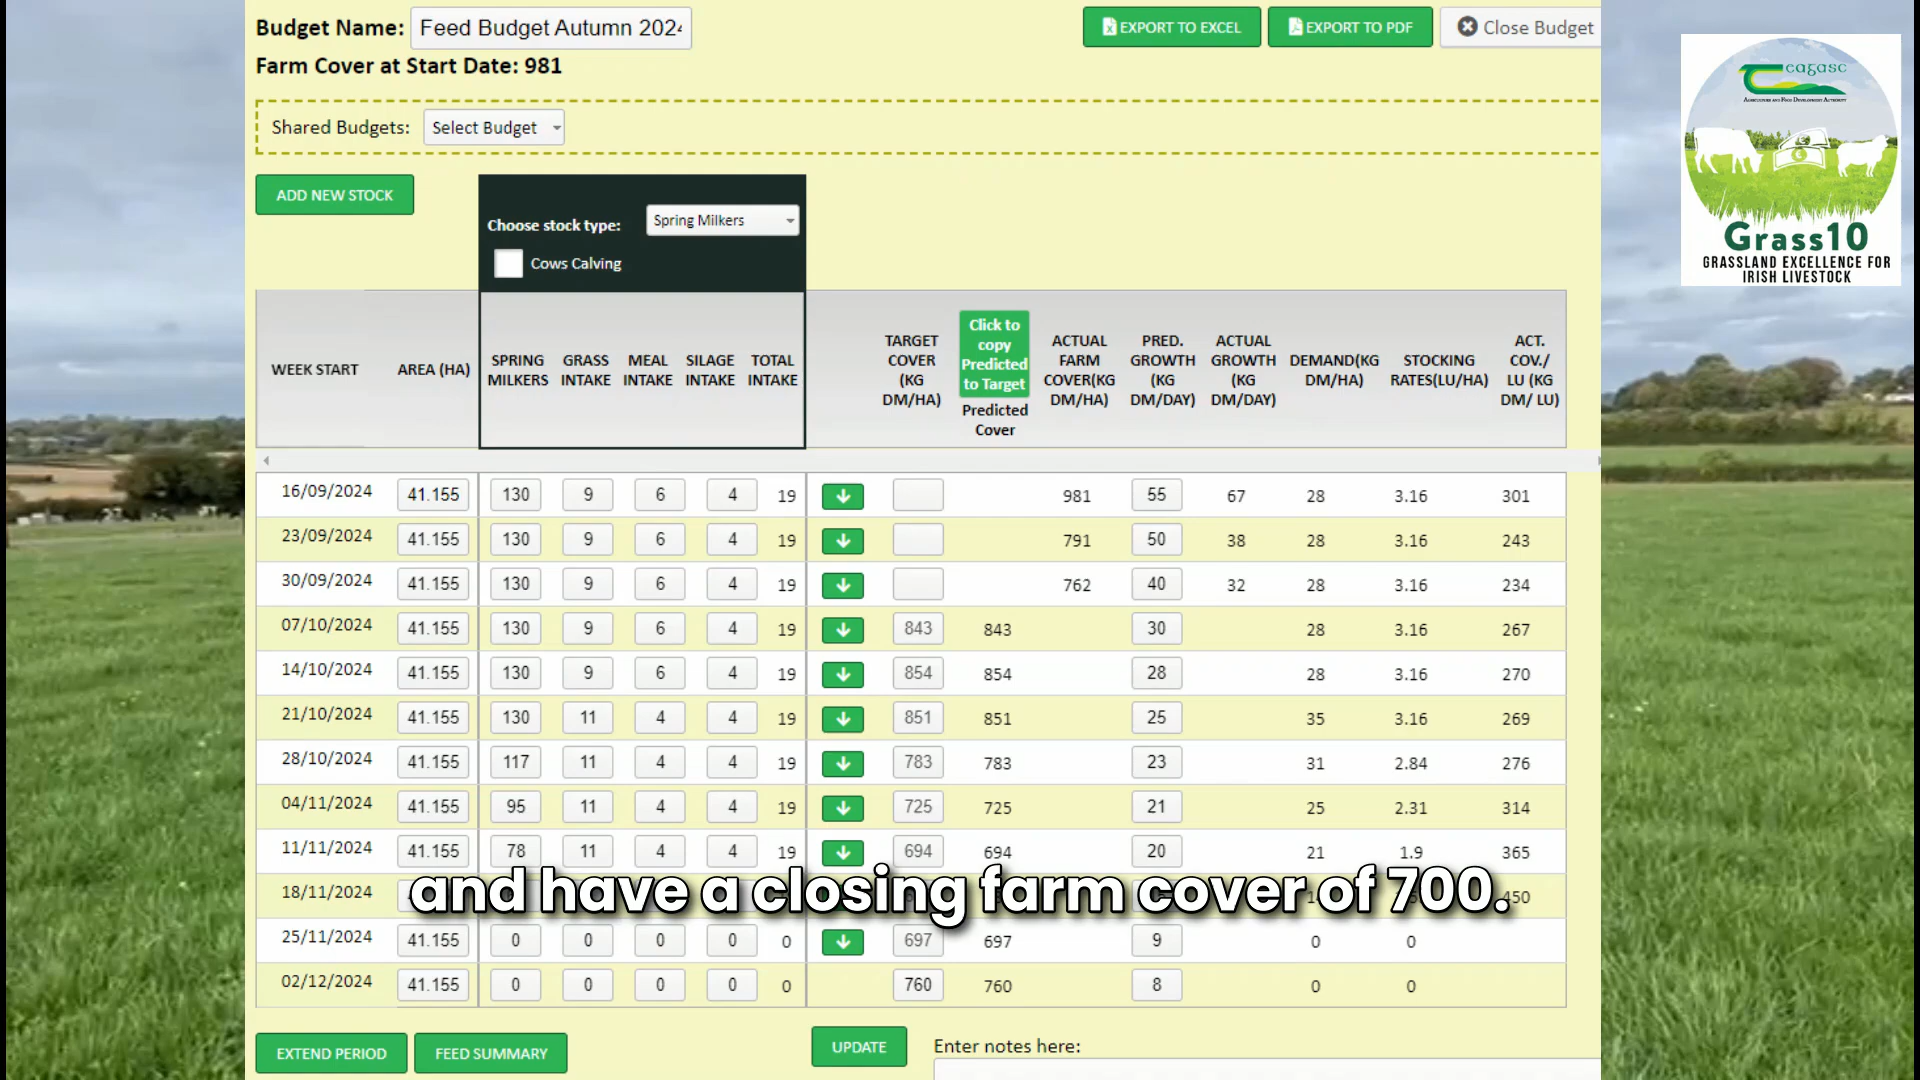 Budget Name: Feed Budget Autumn 2024
EXPORT TO EXCEL EXPORT TO PDF Close Budget
Farm Cover at Start Date: 981
Shared Budgets: Select Budget
ADD NEW STOCK
Choose stock type: Spring Milkers
Cows Calving
WEEK START AREA (HA) SPRING MILKERS GRASS INTAKE MEAL INTAKE SILAGE INTAKE TOTAL INTAKE TARGET COVER (KG DM/HA) Click to copy Predicted to Target Predicted Cover ACTUAL FARM COVER(KG DM/HA) PRED. GROWTH (KG DM/DAY) ACTUAL GROWTH (KG DM/DAY) DEMAND(KG DM/HA) STOCKING RATES(LU/HA) ACT. COV./ LU (KG DM/ LU)
16/09/2024 41.155 130 9 6 4 19 981 55 67 28 3.16 301
23/09/2024 41.155 130 9 6 4 19 791 50 38 28 3.16 243
30/09/2024 41.155 130 9 6 4 19 762 40 32 28 3.16 234
07/10/2024 41.155 130 9 6 4 19 843 843 30 28 3.16 267
14/10/2024 41.155 130 9 6 4 19 854 854 28 28 3.16 270
21/10/2024 41.155 130 11 4 4 19 851 851 25 35 3.16 269
28/10/2024 41.155 117 11 4 4 19 783 783 23 31 2.84 276
04/11/2024 41.155 95 11 4 4 19 725 725 21 25 2.31 314
11/11/2024 41.155 78 11 4 4 19 694 694 20 21 1.9 365
18/11/2024 450
and have a closing farm cover of 700.
25/11/2024 41.155 0 0 0 0 0 697 697 9 0 0
02/12/2024 41.155 0 0 0 0 0 760 760 8 0 0
EXTEND PERIOD FEED SUMMARY UPDATE Enter notes here:
Teagasc
AGRICULTURE AND FOOD DEVELOPMENT AUTHORITY
Grass10
GRASSLAND EXCELLENCE FOR
IRISH LIVESTOCK